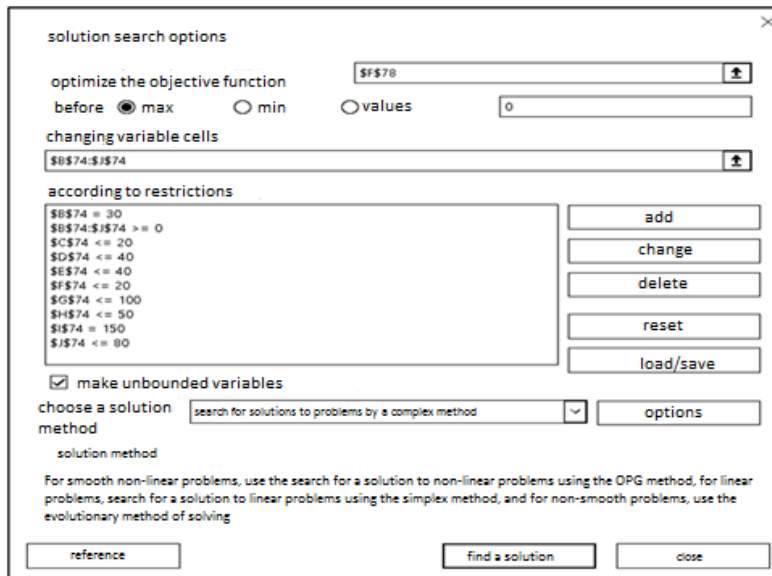 solution search options
optimize the objective function
$F$78
before max min values 0
changing variable cells
$B$74:$J$74
according to restrictions
$B$74 = 30
$B$74:$J$74 >= 0
$C$74 <= 20
$D$74 <= 40
$E$74 <= 40
$F$74 <= 20
$G$74 <= 100
$H$74 <= 50
$I$74 = 150
$J$74 <= 80
add
change
delete
reset
load/save
make unbounded variables
choose a solution
method
search for solutions to problems by a complex method
options
solution method
For smooth non-linear problems, use the search for a solution to non-linear problems using the OPG method, for linear
problems, search for a solution to linear problems using the simplex method, and for non-smooth problems, use the
evolutionary method of solving
reference
find a solution
close